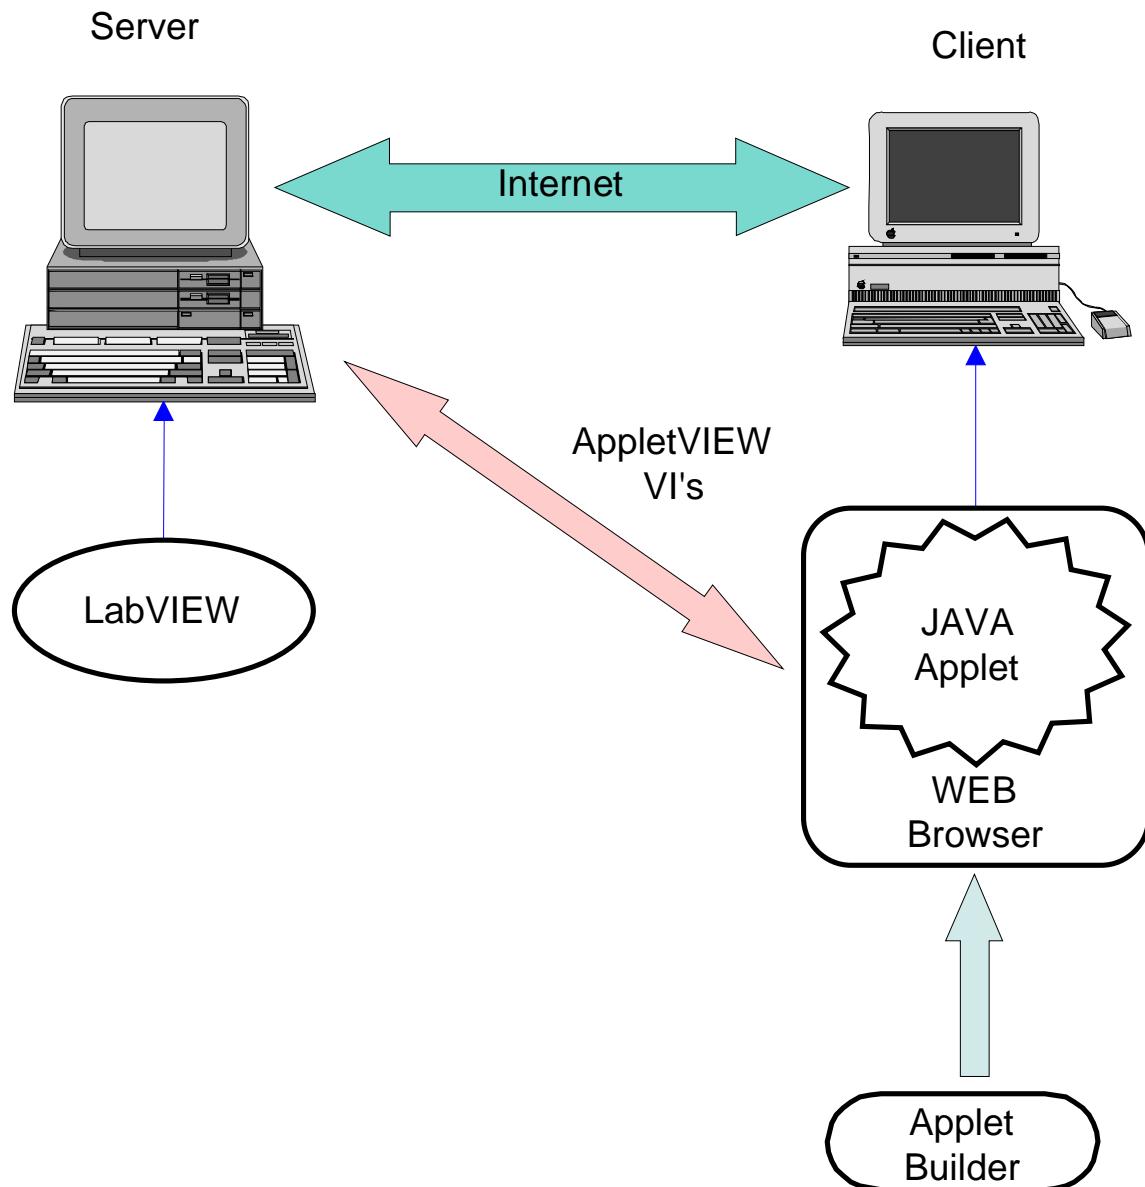 Server
Client
Internet
AppletVIEW
VI's
LabVIEW
JAVA
Applet
WEB
Browser
Applet
Builder